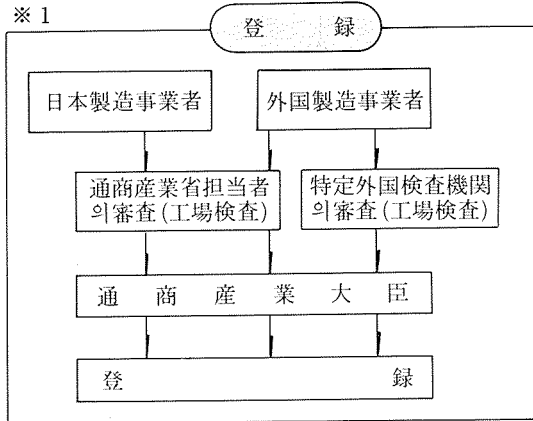 ※ 1
登 録
日本製造事業者
外国製造事業者
通商産業省担当者
의審査(工場検査)
特定外国検査機関
의審査(工場検査)
通 商 産 業 大 臣
登 録